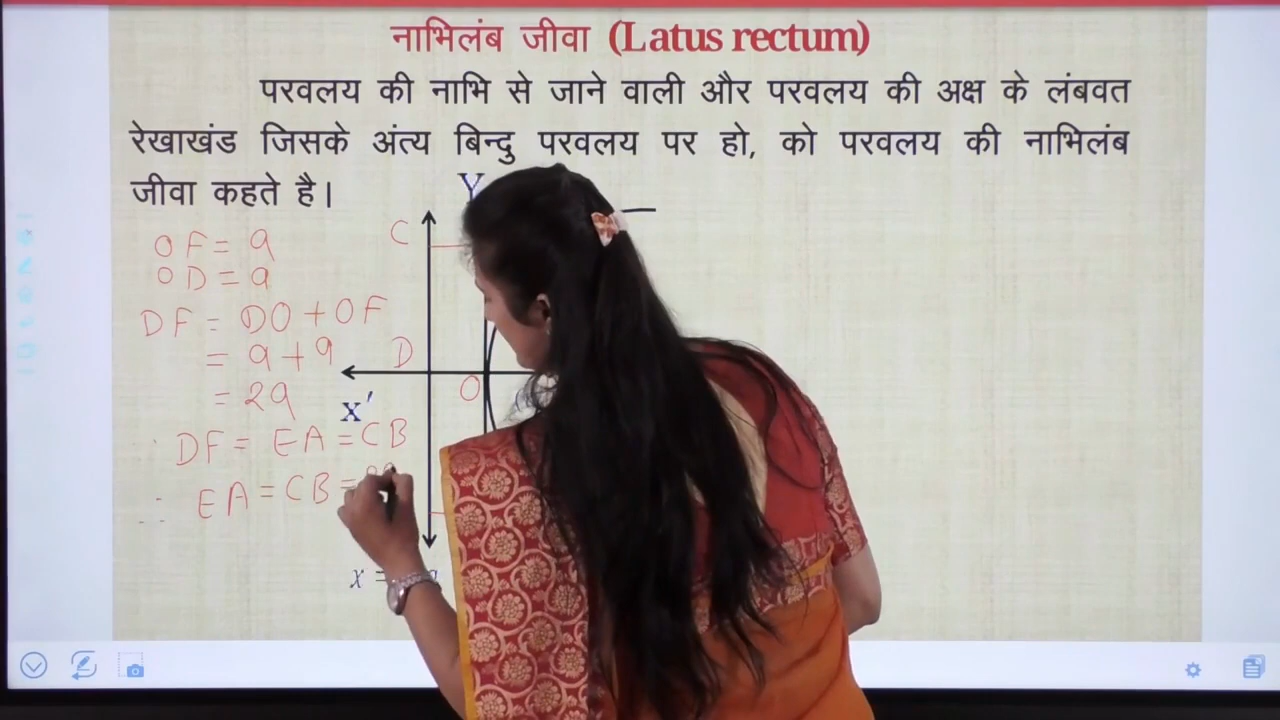 नाभिलंब जीवा (Latus rectum)
परवलय की नाभि से जाने वाली और परवलय की अक्ष के लंबवत
रेखाखंड जिसके अंत्य बिन्दु परवलय पर हो, को परवलय की नाभिलंब
जीवा कहते है।
Y
C
OF = a
OD = a
DF = DO + OF
= a + a
D
= 2a
O
X'
∵ DF = EA = CB
∴ EA = CB =
x =